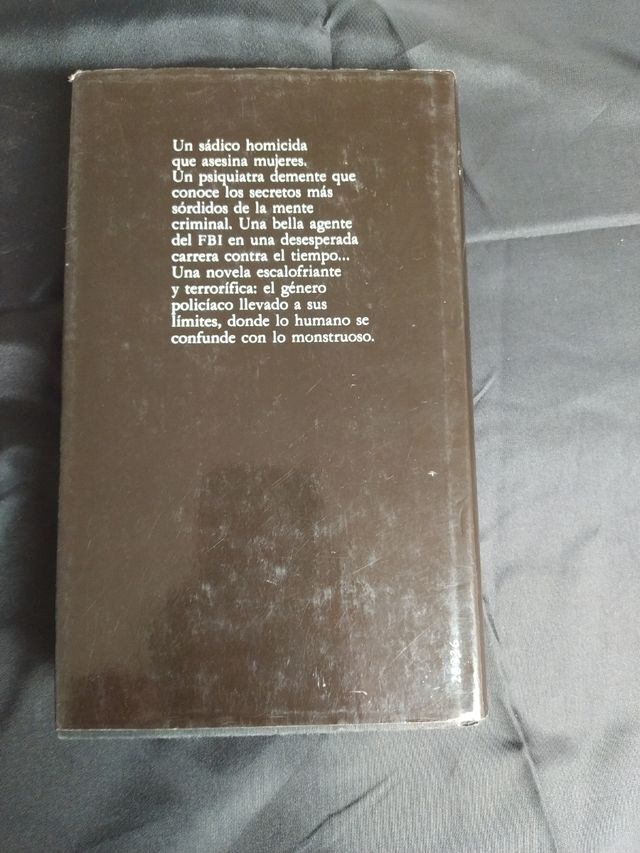 Un sádico homicida
que asesina mujeres.
Un psiquiatra demente que
conoce los secretos más
sórdidos de la mente
criminal. Una bella agente
del FBI en una desesperada
carrera contra el tiempo...
Una novela escalofriante
y terrorífica: el género
policíaco llevado a sus
límites, donde lo humano se
confunde con lo monstruoso.